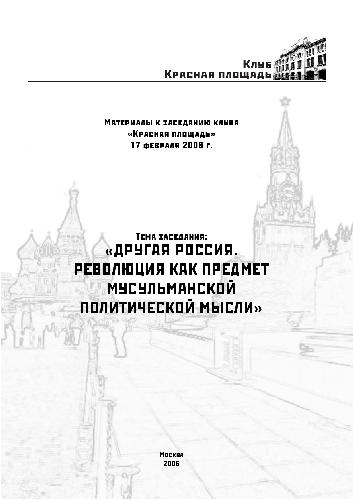 Клуб
Красная площадь
Материалы к заседанию клуба
«Красная площадь»
17 февраля 2006 г.
Тема заседания:
«ДРУГАЯ РОССИЯ.
РЕВОЛЮЦИЯ КАК ПРЕДМЕТ
МУСУЛЬМАНСКОЙ
ПОЛИТИЧЕСКОЙ МЫСЛИ»
Москва
2006